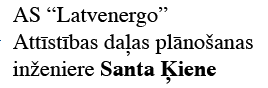 AS “Latvenergo”
Attīstības daļas plānošanas
inženiere Santa Ķiene